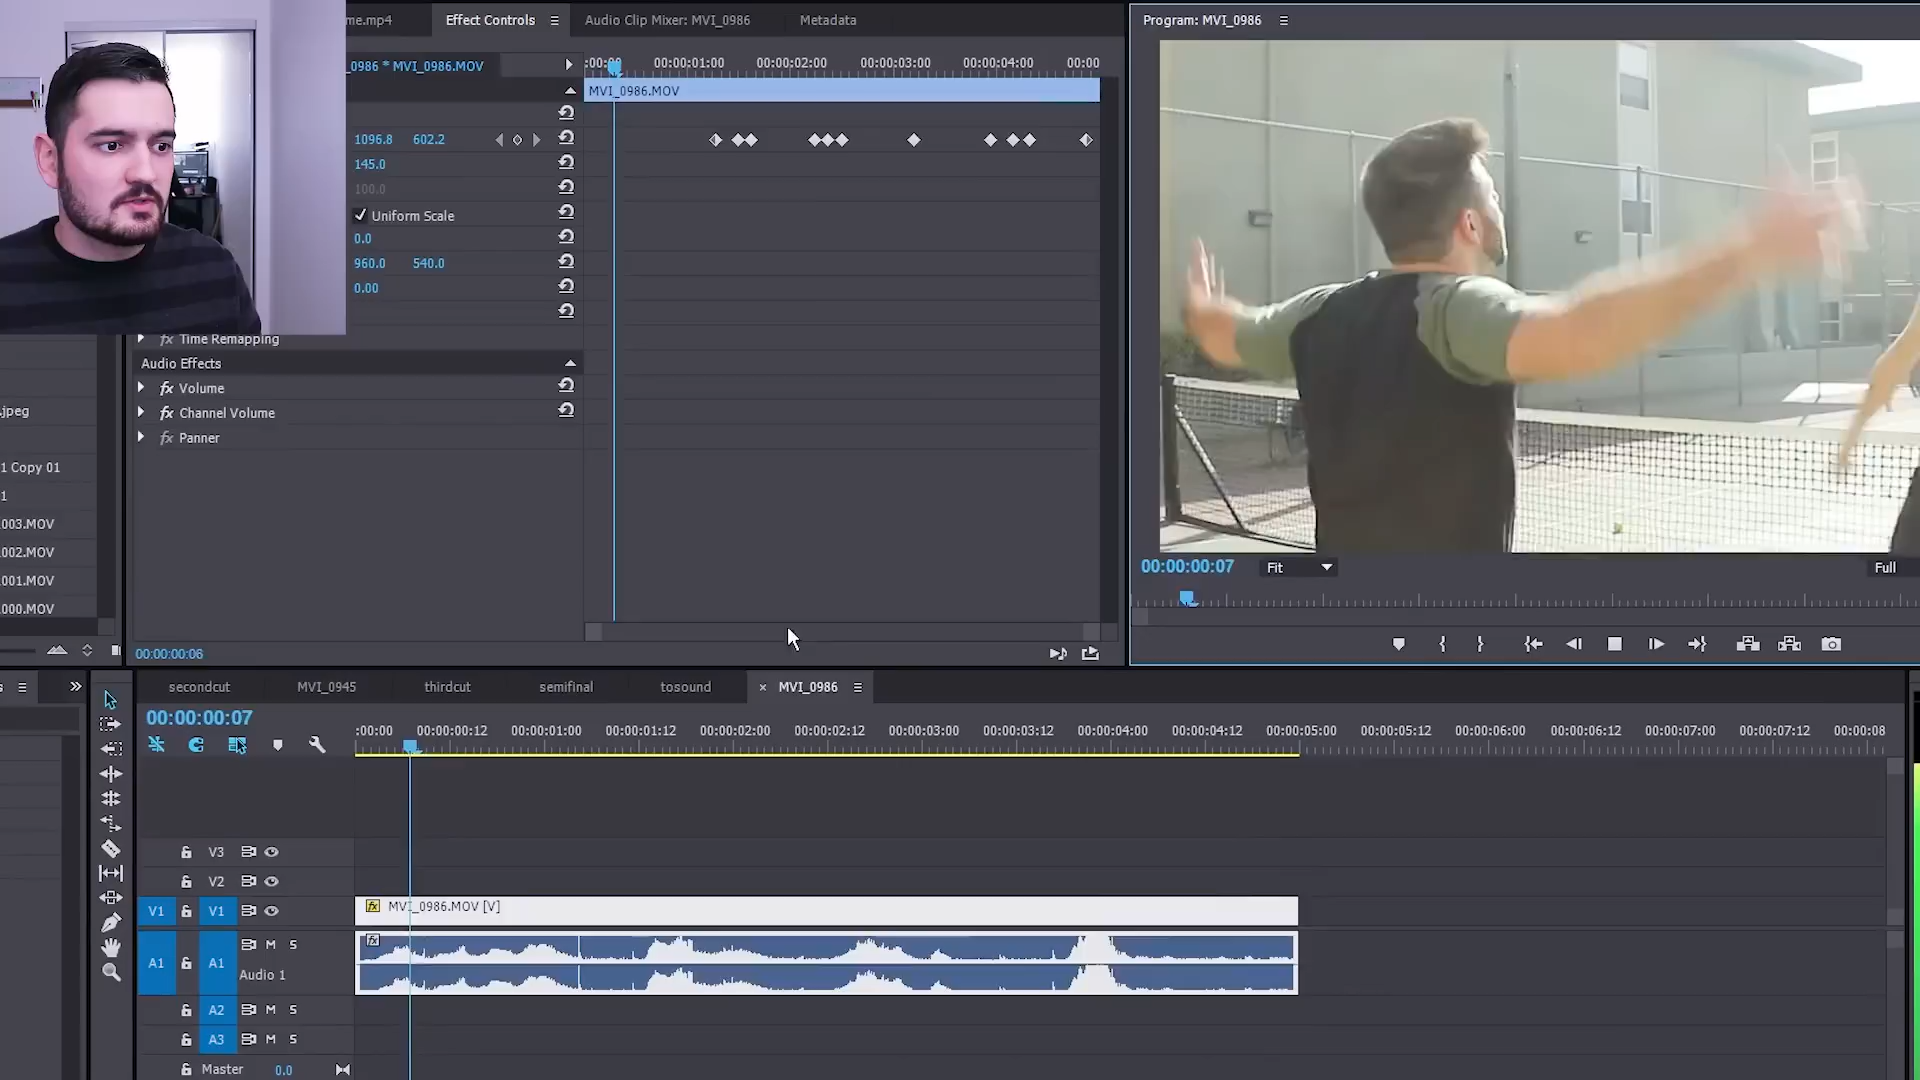 me.mp4
Effect Controls
Audio Clip Mixer: MVI_0986
Metadata
Program: MVI_0986
_0986 * MVI_0986.MOV
:00:00
00:00:01:00
00:00:02:00
00:00:03:00
00:00:04:00
00:00
MVI_0986.MOV
1096.8 602.2
145.0
100.0
Uniform Scale
0.0
960.0 540.0
0.00
fx Time Remapping
Audio Effects
fx Volume
fx Channel Volume
fx Panner
.jpeg
1 Copy 01
1
003.MOV
002.MOV
001.MOV
000.MOV
00:00:00:06
00:00:00:07
Fit
Full
s
secondcut
MVI_0945
thirdcut
semifinal
tosound
× MVI_0986
00:00:00:07
:00:00
00:00:00:12
00:00:01:00
00:00:01:12
00:00:02:00
00:00:02:12
00:00:03:00
00:00:03:12
00:00:04:00
00:00:04:12
00:00:05:00
00:00:05:12
00:00:06:00
00:00:06:12
00:00:07:00
00:00:07:12
00:00:08
V3
V2
V1 V1
fx MVI_0986.MOV [V]
A1 A1 M S
fx
Audio 1
A2 M S
A3 M S
Master 0.0